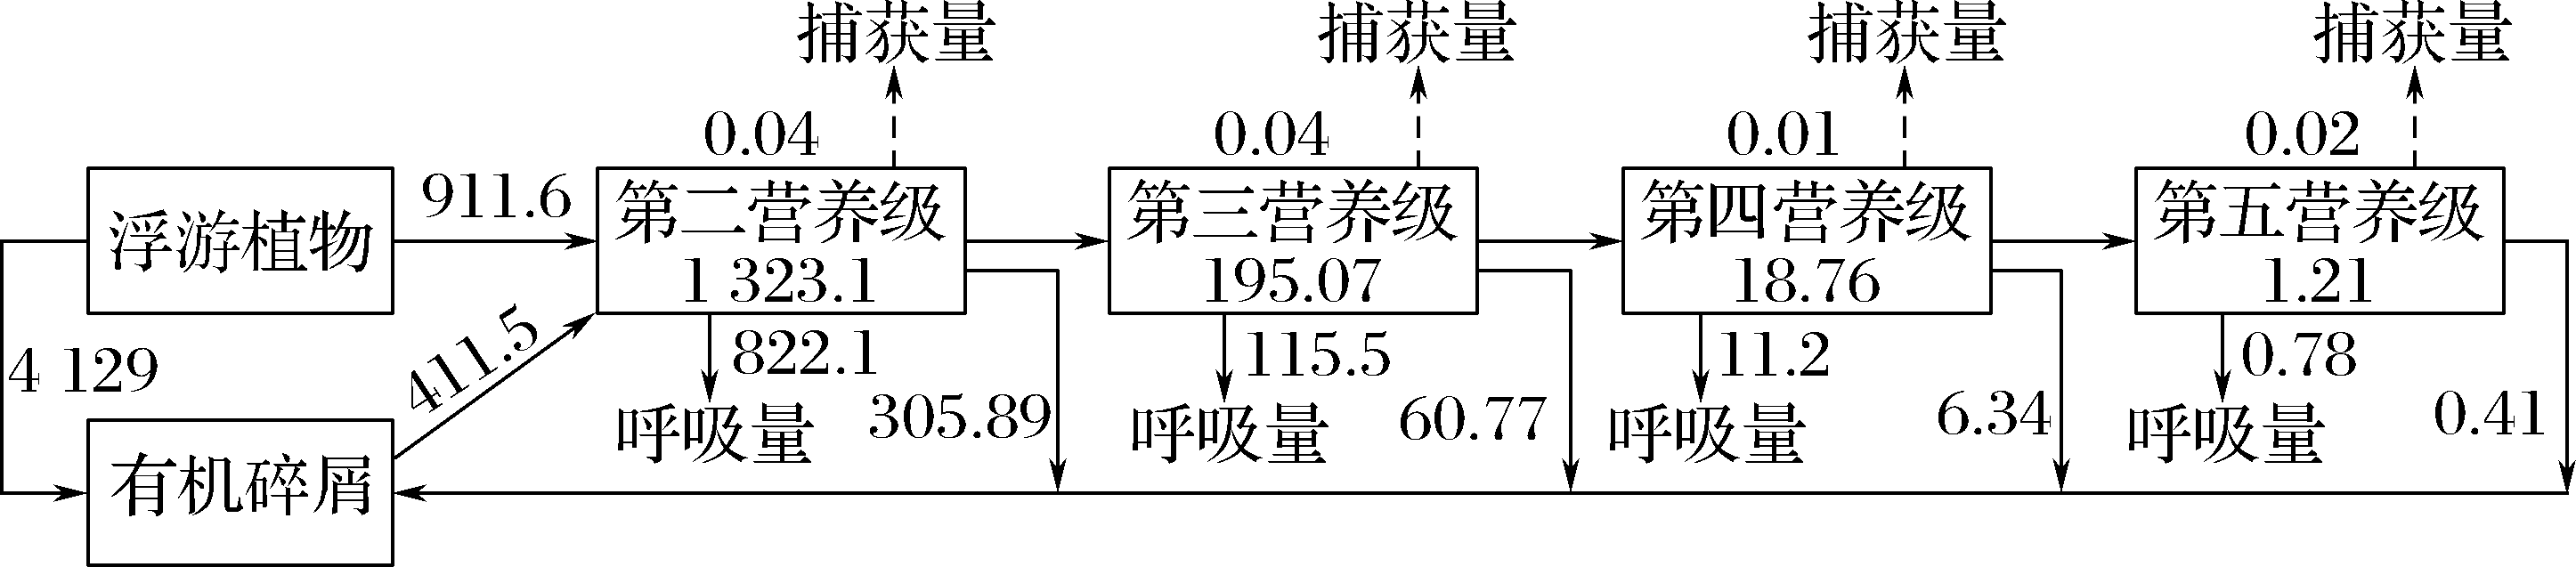 捕获量 捕获量 捕获量 捕获量
0.04 0.04 0.01 0.02
浮游植物 911.6 第二营养级 第三营养级 第四营养级 第五营养级
1 323.1 195.07 18.76 1.21
4 129 411.5 822.1 115.5 11.2 0.78
呼吸量 305.89 呼吸量 60.77 呼吸量 6.34 呼吸量 0.41
有机碎屑